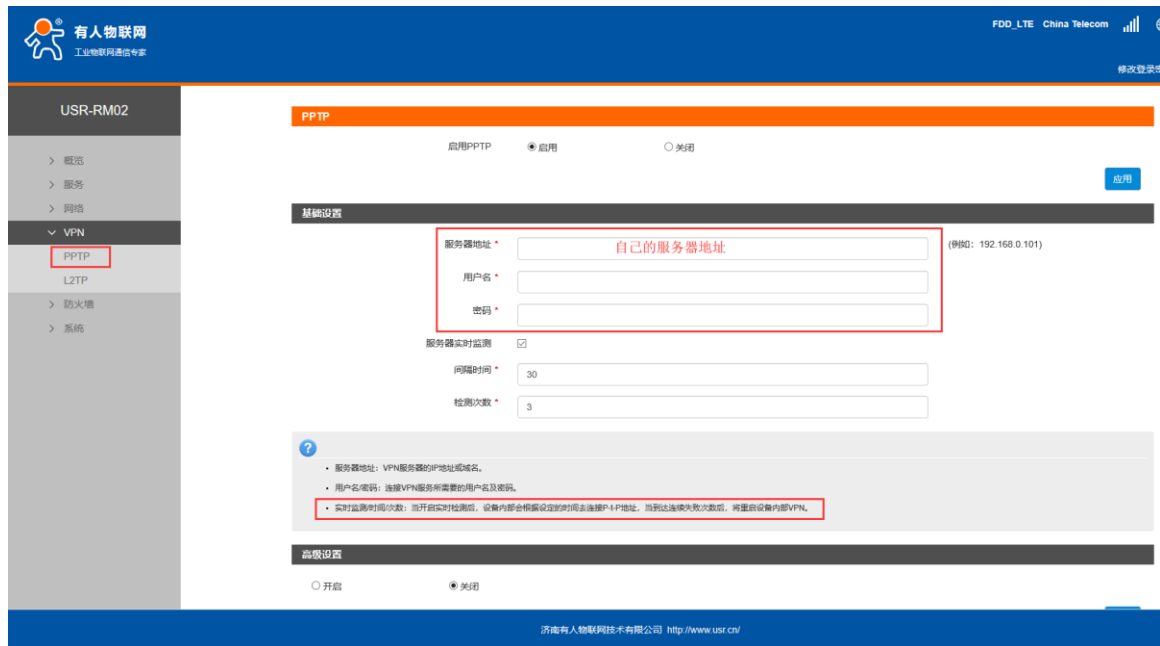 有人物联网
工业物联网通信专家
FDD_LTE China Telecom
修改登录密
USR-RM02
概览
服务
网络
VPN
PPTP
L2TP
防火墙
系统
PPTP
启用PPTP 启用 关闭
应用
基础设置
服务器地址 * 自己的服务器地址 (例如：192.168.0.101)
用户名 *
密码 *
服务器实时监测
间隔时间 * 30
检测次数 * 3
服务器地址：VPN服务器的IP地址或域名。
用户名/密码：连接VPN服务所需要的用户名及密码。
实时监测/时间/次数：当开启实时检测后，设备内部会根据设定的时间去连接P-t-P地址，当到达连续失败次数后，将重启设备内部VPN。
高级设置
开启 关闭
济南有人物联网技术有限公司 http://www.usr.cn/